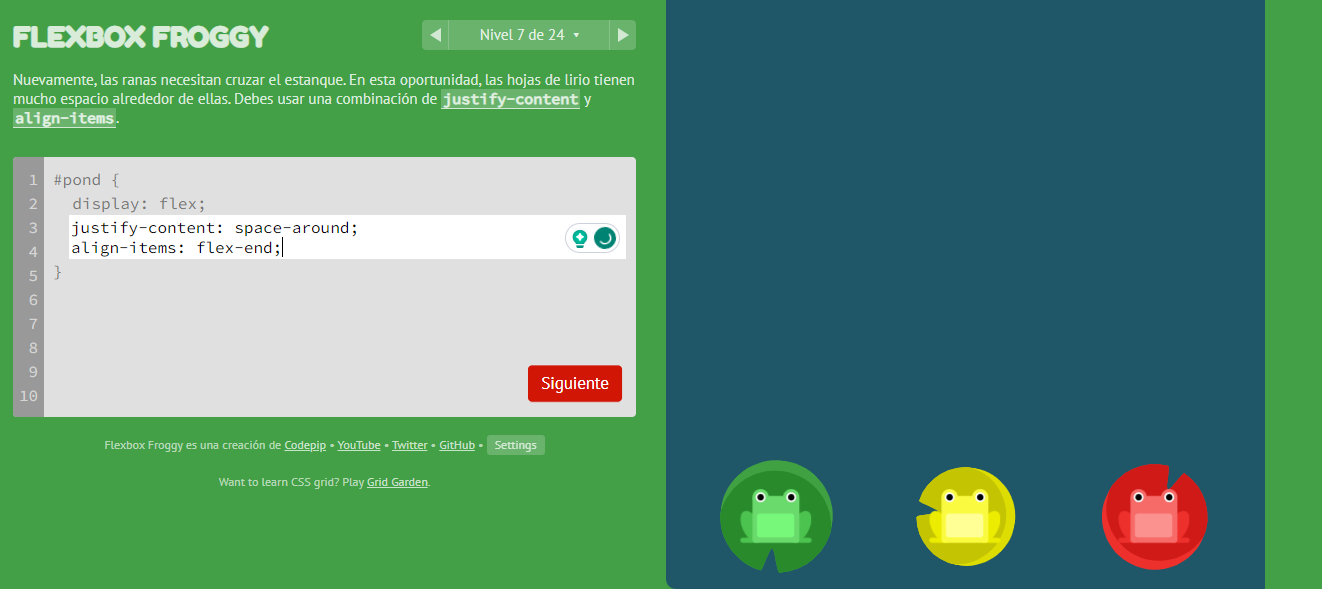 FLEXBOX FROGGY
Nivel 7 de 24
Nuevamente, las ranas necesitan cruzar el estanque. En esta oportunidad, las hojas de lirio tienen
mucho espacio alrededor de ellas. Debes usar una combinación de justify-content y
align-items.
1 #pond {
2 display: flex;
3 justify-content: space-around;
4 align-items: flex-end;
5 }
6
7
8
9
10
Siguiente
Flexbox Froggy es una creación de Codepip • YouTube • Twitter • GitHub • Settings
Want to learn CSS grid? Play Grid Garden.